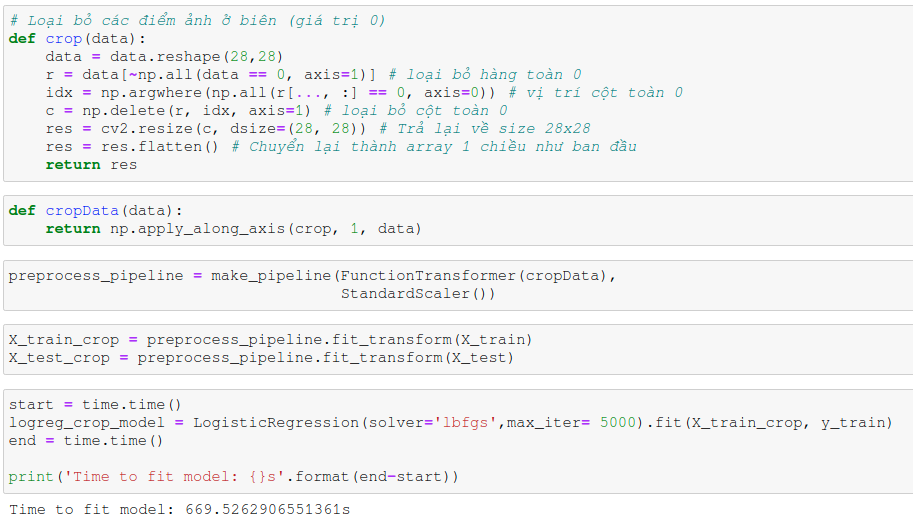 # Loại bỏ các điểm ảnh ở biên (giá trị 0)
def crop(data):
    data = data.reshape(28,28)
    r = data[~np.all(data == 0, axis=1)] # loại bỏ hàng toàn 0
    idx = np.argwhere(np.all(r[..., :] == 0, axis=0)) # vị trí cột toàn 0
    c = np.delete(r, idx, axis=1) # loại bỏ cột toàn 0
    res = cv2.resize(c, dsize=(28, 28)) # Trả lại về size 28x28
    res = res.flatten() # Chuyển lại thành array 1 chiều như ban đầu
    return res
def cropData(data):
    return np.apply_along_axis(crop, 1, data)
preprocess_pipeline = make_pipeline(FunctionTransformer(cropData),
                                    StandardScaler())
X_train_crop = preprocess_pipeline.fit_transform(X_train)
X_test_crop = preprocess_pipeline.fit_transform(X_test)
start = time.time()
logreg_crop_model = LogisticRegression(solver='lbfgs',max_iter= 5000).fit(X_train_crop, y_train)
end = time.time()
print('Time to fit model: {}s'.format(end-start))
Time to fit model: 669.5262906551361s